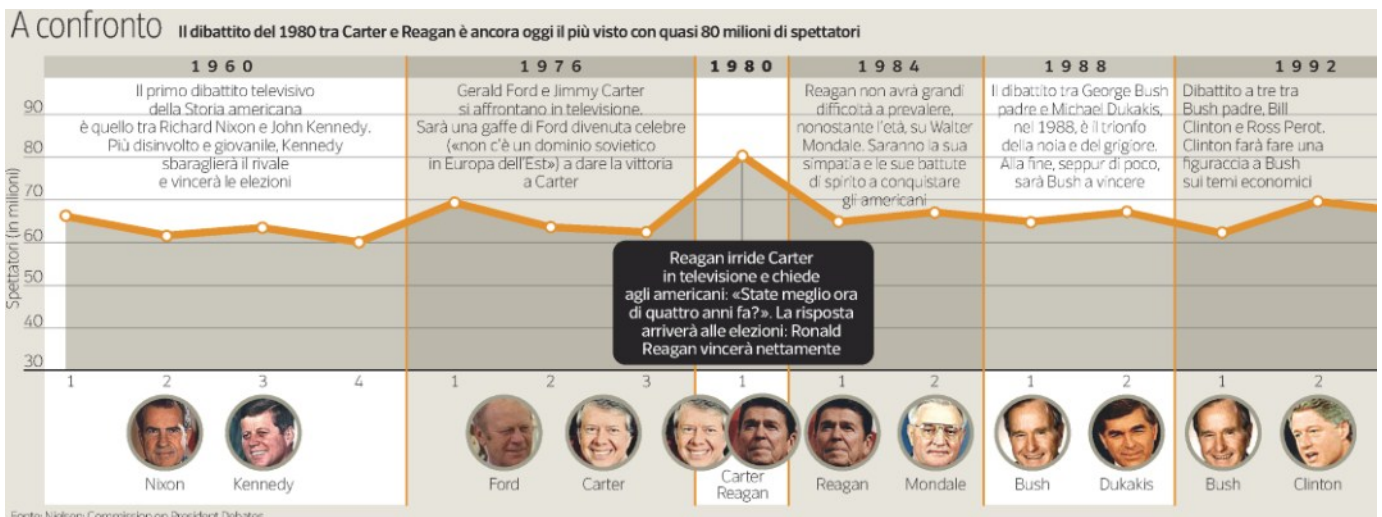 A confronto Il dibattito del 1980 tra Carter e Reagan è ancora oggi il più visto con quasi 80 milioni di spettatori
1960
Il primo dibattito televisivo
della Storia americana
è quello tra Richard Nixon e John Kennedy.
Più disinvolto e giovanile, Kennedy
sbaraglierà il rivale
e vincerà le elezioni
1976
Gerald Ford e Jimmy Carter
si affrontano in televisione.
Sarà una gaffe di Ford divenuta celebre
(«non c'è un dominio sovietico
in Europa dell'Est») a dare la vittoria
a Carter
1980
1984
Reagan non avrà grandi
difficoltà a prevalere,
nonostante l'età, su Walter
Mondale. Saranno la sua
simpatia e le sue battute
di spirito a conquistare
gli americani
1988
Il dibattito tra George Bush
padre e Michael Dukakis,
nel 1988, è il trionfo
della noia e del grigiore.
Alla fine, seppur di poco,
sarà Bush a vincere
1992
Dibattito a tre tra
Bush padre, Bill
Clinton e Ross Perot.
Clinton farà fare una
figuraccia a Bush
sui temi economici
Spettatori (in milioni)
90
80
70
60
50
40
30
Reagan irride Carter
in televisione e chiede
agli americani: «State meglio ora
di quattro anni fa?». La risposta
arriverà alle elezioni: Ronald
Reagan vincerà nettamente
1 2 3 4 1 2 3 1 1 2 1 2 1 2
Nixon Kennedy Ford Carter Carter
Reagan Reagan Mondale Bush Dukakis Bush Clinton
Fonte: Nielsen; Commission on President Debates